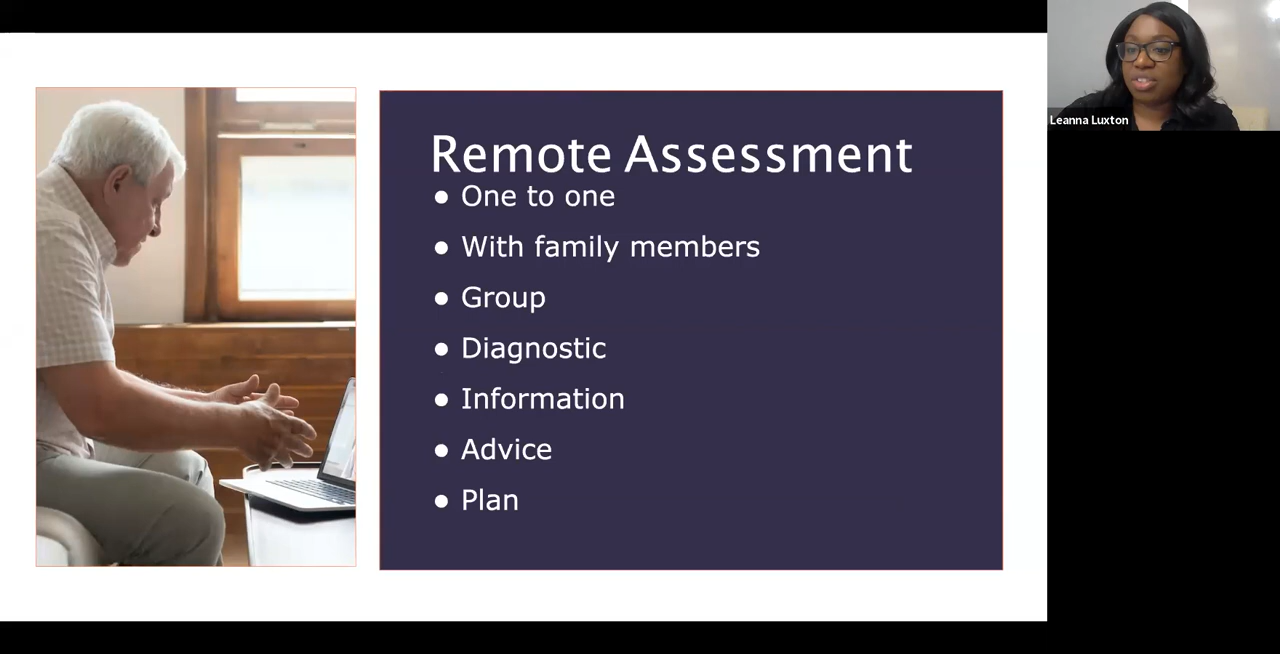 Remote Assessment
● One to one
● With family members
● Group
● Diagnostic
● Information
● Advice
● Plan
Leanna Luxton